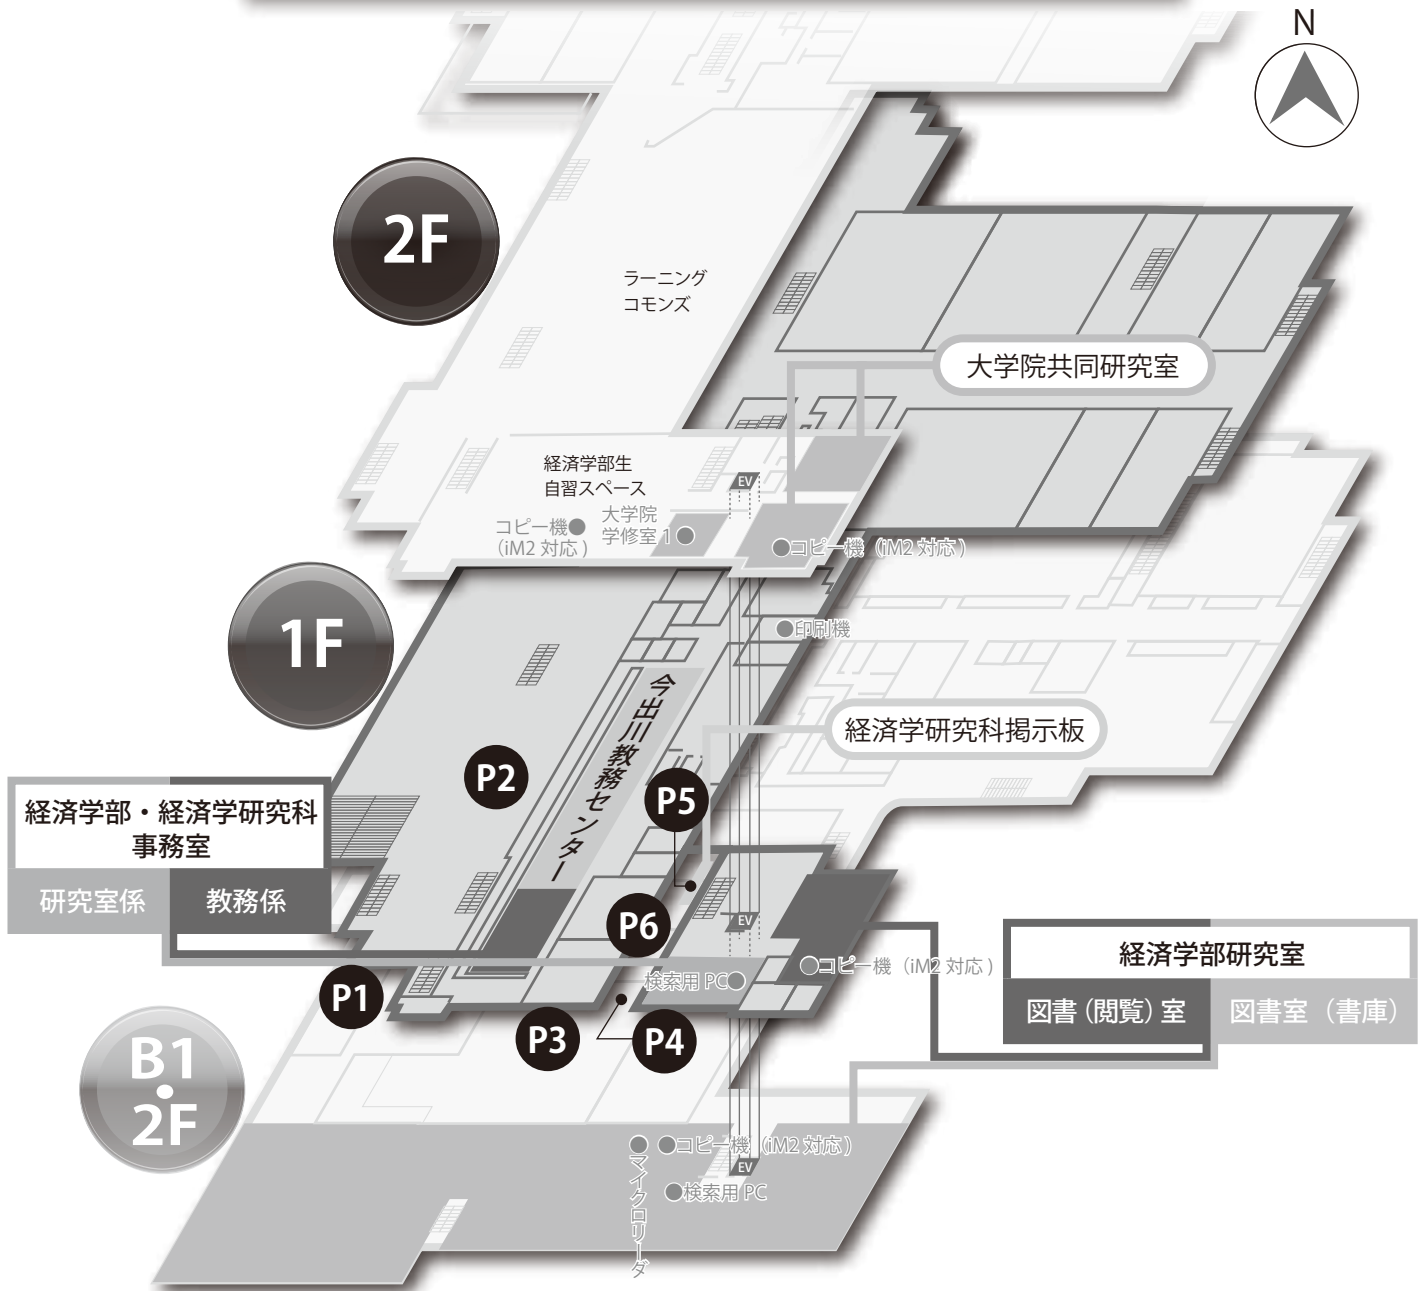 N
2F
ラーニング
コモンズ
大学院共同研究室
経済学部生
自習スペース
EV
コピー機
（iM2 対応）
大学院
学修室 1
コピー機（iM2 対応）
1F
印刷機
今出川教務センター
経済学研究科掲示板
P2
P5
経済学部・経済学研究科
事務室
研究室係
教務係
P6
EV
コピー機（iM2 対応）
検索用 PC
経済学部研究室
図書（閲覧）室
図書室（書庫）
P1
P3
P4
B1
・
2F
コピー機（iM2 対応）
EV
マイクロリーダ
検索用 PC